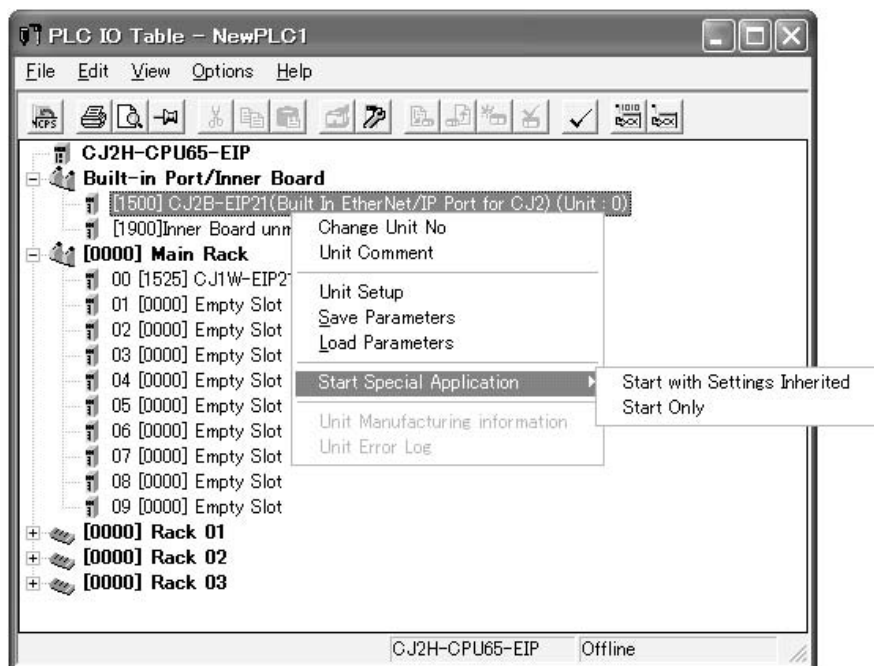 PLC IO Table - NewPLC1
File Edit View Options Help
CJ2H-CPU65-EIP
Built-in Port/Inner Board
[1500] CJ2B-EIP21(Built In EtherNet/IP Port for CJ2) (Unit : 0)
[1900]Inner Board unm
Change Unit No
Unit Comment
[0000] Main Rack
00 [1525] CJ1W-EIP2
Unit Setup
01 [0000] Empty Slot
Save Parameters
02 [0000] Empty Slot
Load Parameters
03 [0000] Empty Slot
04 [0000] Empty Slot
Start Special Application
Start with Settings Inherited
05 [0000] Empty Slot
Start Only
06 [0000] Empty Slot
Unit Manufacturing information
07 [0000] Empty Slot
Unit Error Log
08 [0000] Empty Slot
09 [0000] Empty Slot
[0000] Rack 01
[0000] Rack 02
[0000] Rack 03
CJ2H-CPU65-EIP Offline